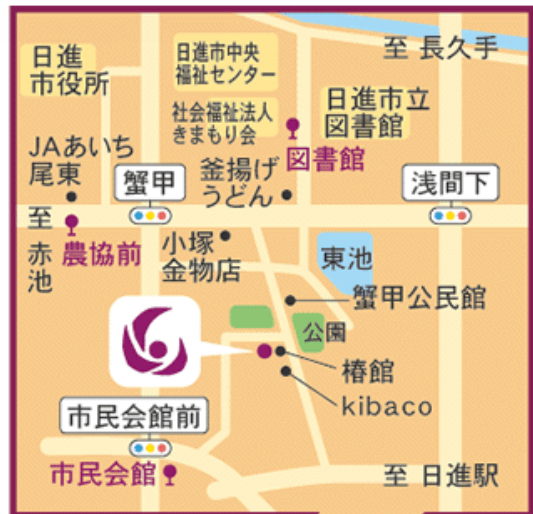 日進
市役所
日進市中央
福祉センター
至 長久手
社会福祉法人
きまもり会
日進市立
図書館
図書館
JAあいち
尾東
蟹甲
釜揚げ
うどん
浅間下
至
赤池
農協前
小塚
金物店
東池
蟹甲公民館
公園
椿館
kibaco
市民会館前
市民会館
至 日進駅